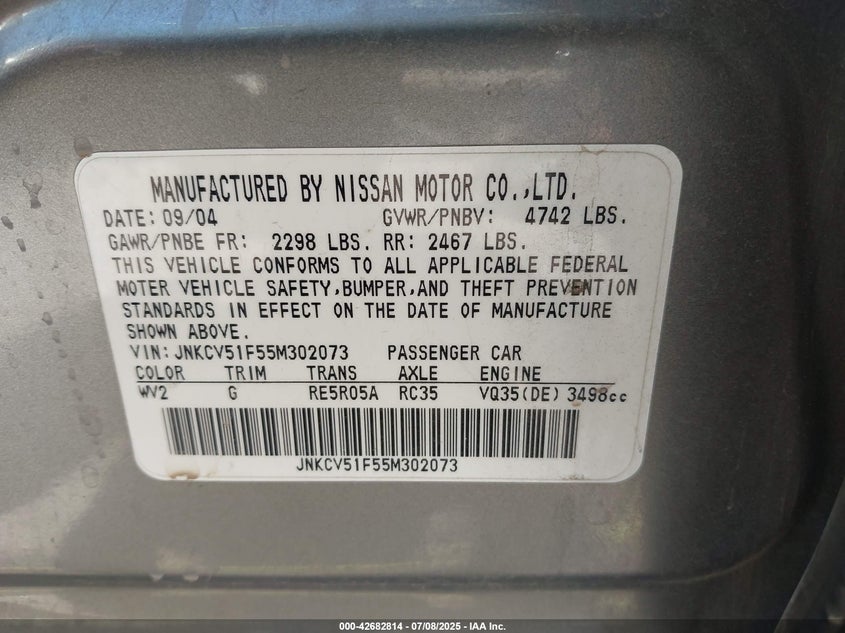 MANUFACTURED BY NISSAN MOTOR CO.,LTD.
DATE: 09/04 GVWR/PNBV: 4742 LBS.
GAWR/PNBE FR: 2298 LBS. RR: 2467 LBS.
THIS VEHICLE CONFORMS TO ALL APPLICABLE FEDERAL
MOTER VEHICLE SAFETY,BUMPER,AND THEFT PREVENTION
STANDARDS IN EFFECT ON THE DATE OF MANUFACTURE
SHOWN ABOVE.
VIN: JNKCV51F55M302073 PASSENGER CAR
COLOR TRIM TRANS AXLE ENGINE
WV2 G RE5R05A RC35 VQ35(DE) 3498cc
JNKCV51F55M302073
000-42682814 - 07/08/2025 - IAA Inc.